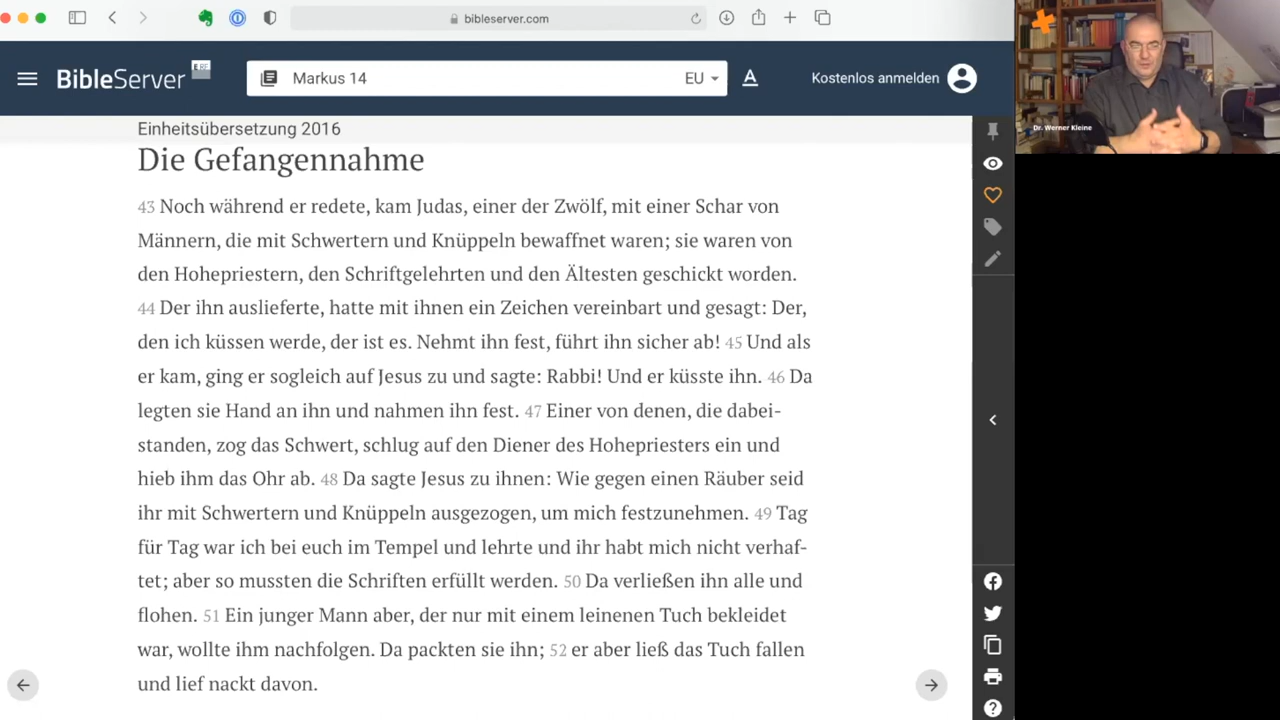 bibleserver.com
BibleServer
ERF
Markus 14
EU
A
Kostenlos anmelden
Dr. Werner Kleine
Einheitsübersetzung 2016
Die Gefangennahme
43 Noch während er redete, kam Judas, einer der Zwölf, mit einer Schar von
Männern, die mit Schwertern und Knüppeln bewaffnet waren; sie waren von
den Hohepriestern, den Schriftgelehrten und den Ältesten geschickt worden.
44 Der ihn auslieferte, hatte mit ihnen ein Zeichen vereinbart und gesagt: Der,
den ich küssen werde, der ist es. Nehmt ihn fest, führt ihn sicher ab! 45 Und als
er kam, ging er sogleich auf Jesus zu und sagte: Rabbi! Und er küsste ihn. 46 Da
legten sie Hand an ihn und nahmen ihn fest. 47 Einer von denen, die dabei-
standen, zog das Schwert, schlug auf den Diener des Hohepriesters ein und
hieb ihm das Ohr ab. 48 Da sagte Jesus zu ihnen: Wie gegen einen Räuber seid
ihr mit Schwertern und Knüppeln ausgezogen, um mich festzunehmen. 49 Tag
für Tag war ich bei euch im Tempel und lehrte und ihr habt mich nicht verhaf-
tet; aber so mussten die Schriften erfüllt werden. 50 Da verließen ihn alle und
flohen. 51 Ein junger Mann aber, der nur mit einem leinenen Tuch bekleidet
war, wollte ihm nachfolgen. Da packten sie ihn; 52 er aber ließ das Tuch fallen
und lief nackt davon.